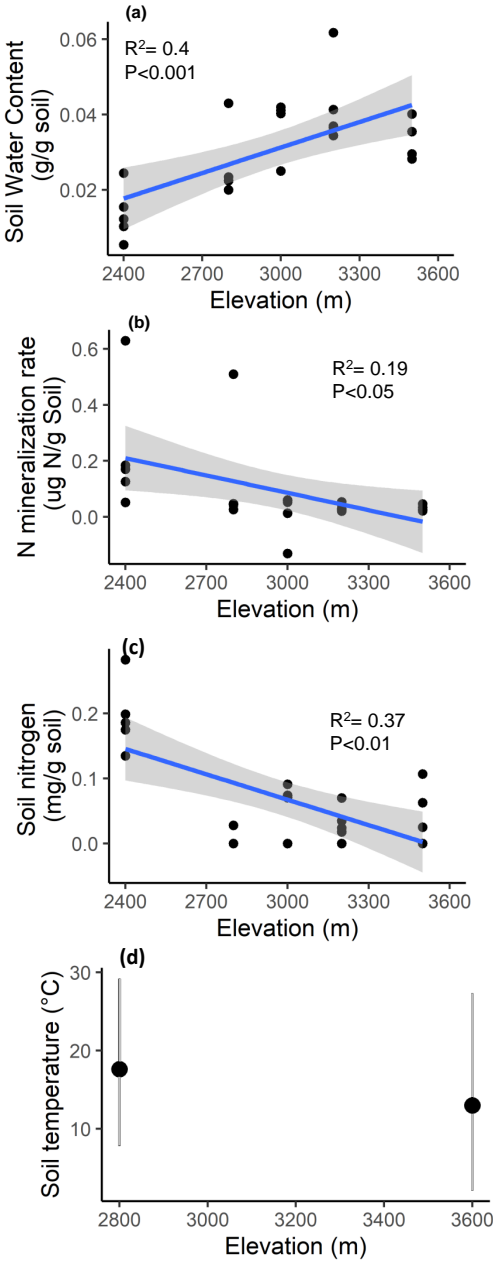 (a)
R²= 0.4
P<0.001
Soil Water Content
(g/g soil)
0.06
0.04
0.02
2400 2700 3000 3300 3600
Elevation (m)
(b)
R²= 0.19
P<0.05
N mineralization rate
(ug N/g Soil)
0.6
0.4
0.2
0.0
2400 2700 3000 3300 3600
Elevation (m)
(c)
R²= 0.37
P<0.01
Soil nitrogen
(mg/g soil)
0.2
0.1
0.0
2400 2700 3000 3300 3600
Elevation (m)
(d)
Soil temperature (°C)
30
20
10
2800 3000 3200 3400 3600
Elevation (m)